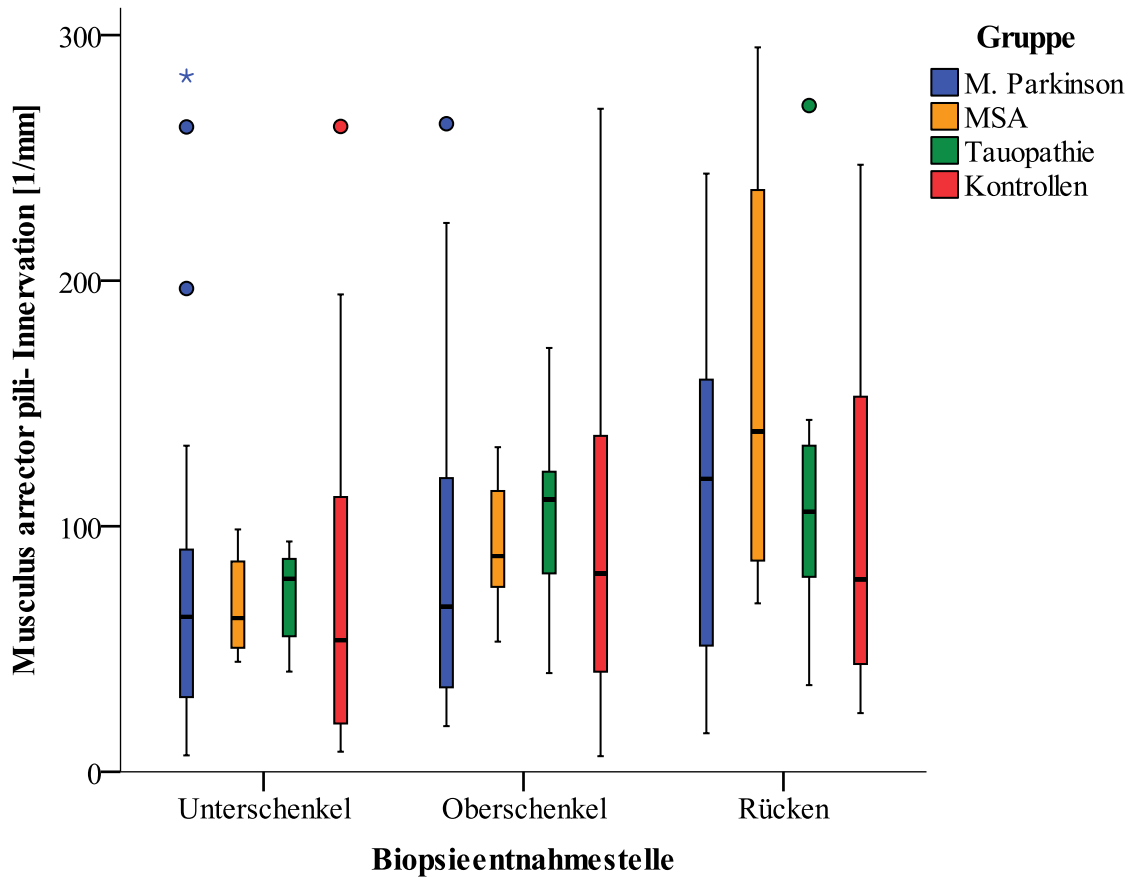 Musculus arrector pili- Innervation [1/mm]
300
200
100
0
Unterschenkel
Oberschenkel
Rücken
Biopsieentnahmestelle
Gruppe
M. Parkinson
MSA
Tauopathie
Kontrollen